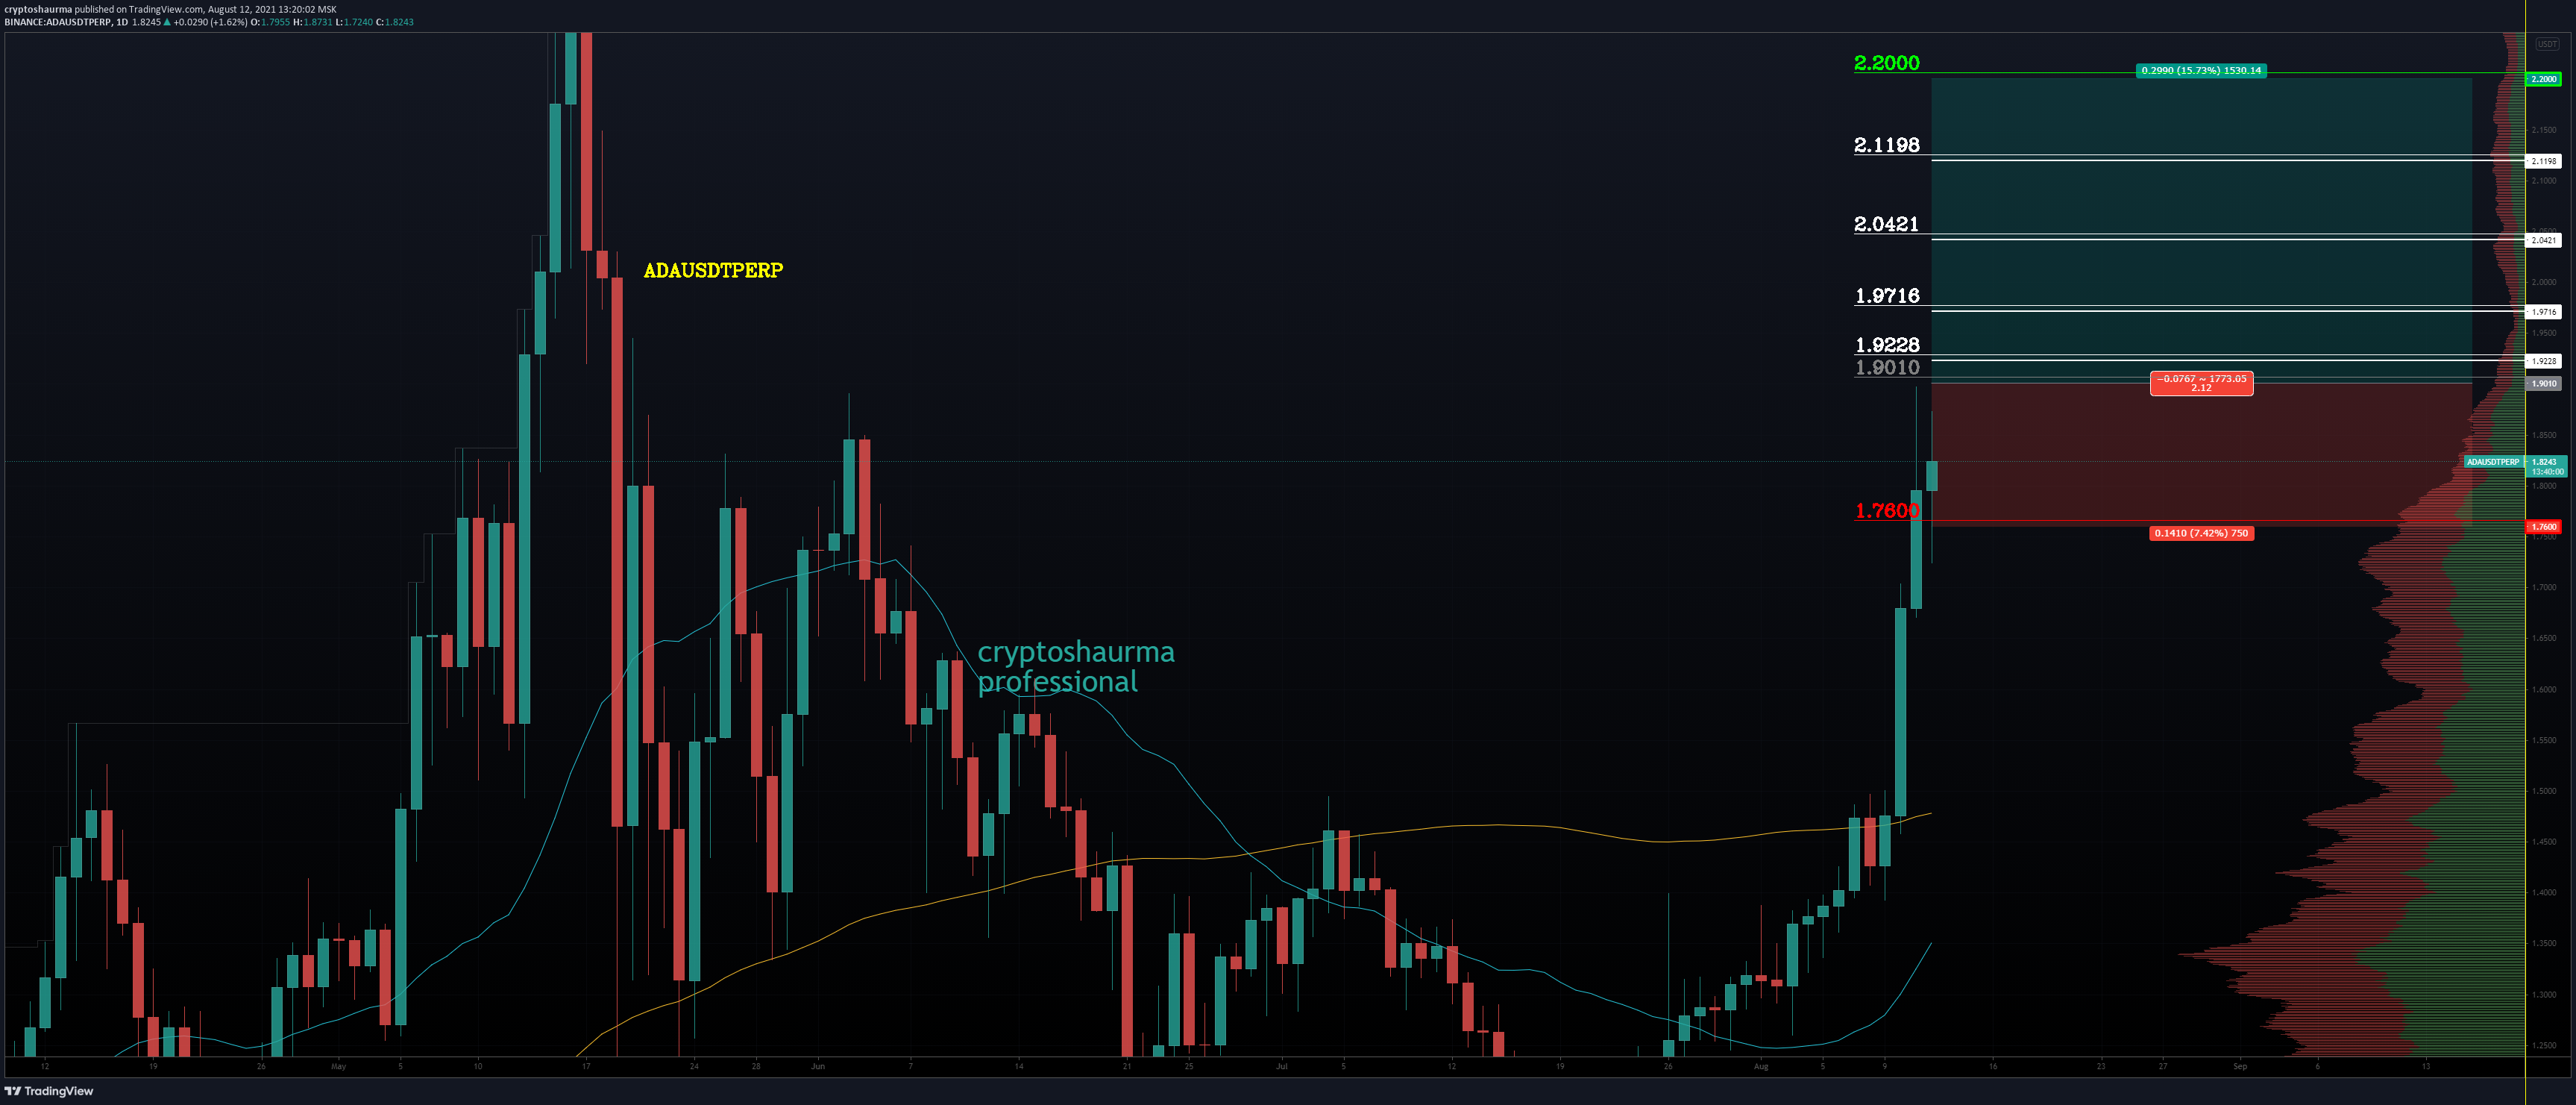 cryptoshaurma published on TradingView.com, August 12, 2021 13:20:02 MSK
BINANCE:ADAUSDTPERP, 1D 1.8245 ▲ +0.0290 (+1.62%) O:1.7955 H:1.8731 L:1.7240 C:1.8243
USDT
2.2000
0.2990 (15.73%) 1530.14
2.2000
2.1500
2.1198
2.1198
2.1000
2.0421
2.0500
2.0421
ADAUSDTPERP
2.0000
1.9716
1.9716
1.9500
1.9228
1.9228
1.9010
−0.0767 ~ 1773.05
2.12
1.9010
1.8500
ADAUSDTPERP 1.8243
13:40:00
1.8000
1.7600
1.7600
0.1410 (7.42%) 750
1.7500
1.7000
cryptoshaurma
professional
1.6500
1.6000
1.5500
1.5000
1.4500
1.4000
1.3500
1.3000
1.2500
12 19 26 May 5 10 17 24 28 Jun 7 14 21 25 Jul 5 12 19 26 Aug 5 9 16 23 27 Sep 6 13
TradingView